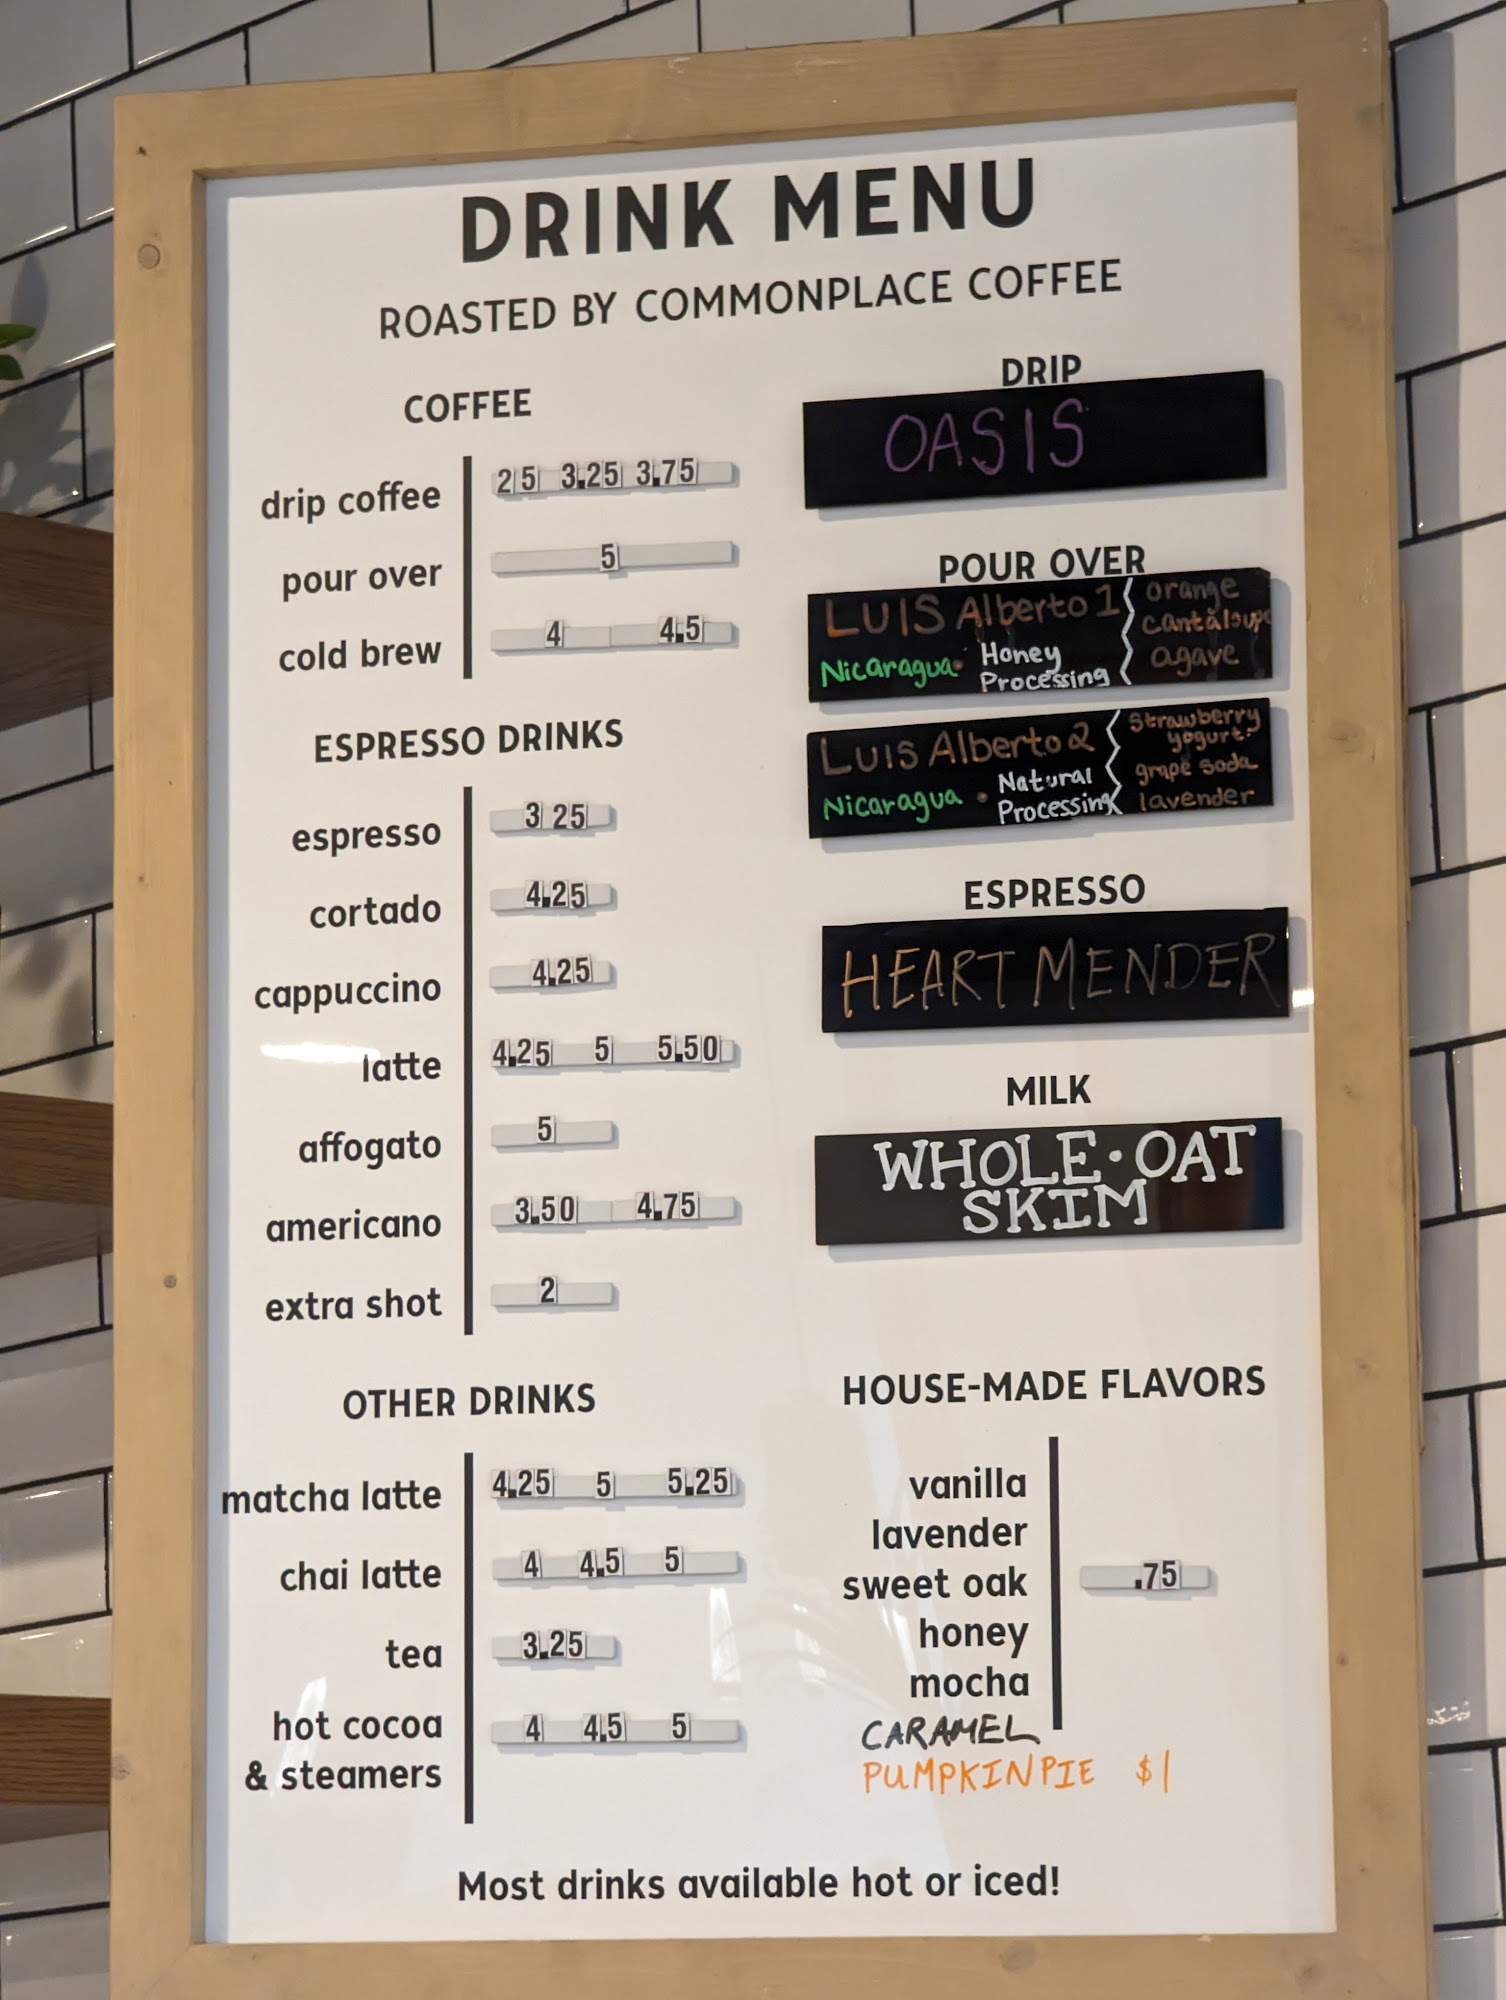 DRINK MENU
ROASTED BY COMMONPLACE COFFEE
COFFEE
drip coffee 2 5 3.25 3.75
pour over 5
cold brew 4 4.5
ESPRESSO DRINKS
espresso 3 25
cortado 4.25
cappuccino 4.25
latte 4.25 5 5.50
affogato 5
americano 3.50 4.75
extra shot 2
OTHER DRINKS
matcha latte 4.25 5 5.25
chai latte 4 4.5 5
tea 3.25
hot cocoa
& steamers 4 4.5 5
DRIP
OASIS
POUR OVER
LUIS Alberto 1
Nicaragua • Honey
Processing
orange
cantaloupe
agave
LUIS Alberto 2
Nicaragua • Natural
Processing
Strawberry
yogurt
grape soda
lavender
ESPRESSO
HEART MENDER
MILK
WHOLE • OAT
SKIM
HOUSE-MADE FLAVORS
vanilla
lavender
sweet oak .75
honey
mocha
CARAMEL
PUMPKIN PIE $1
Most drinks available hot or iced!